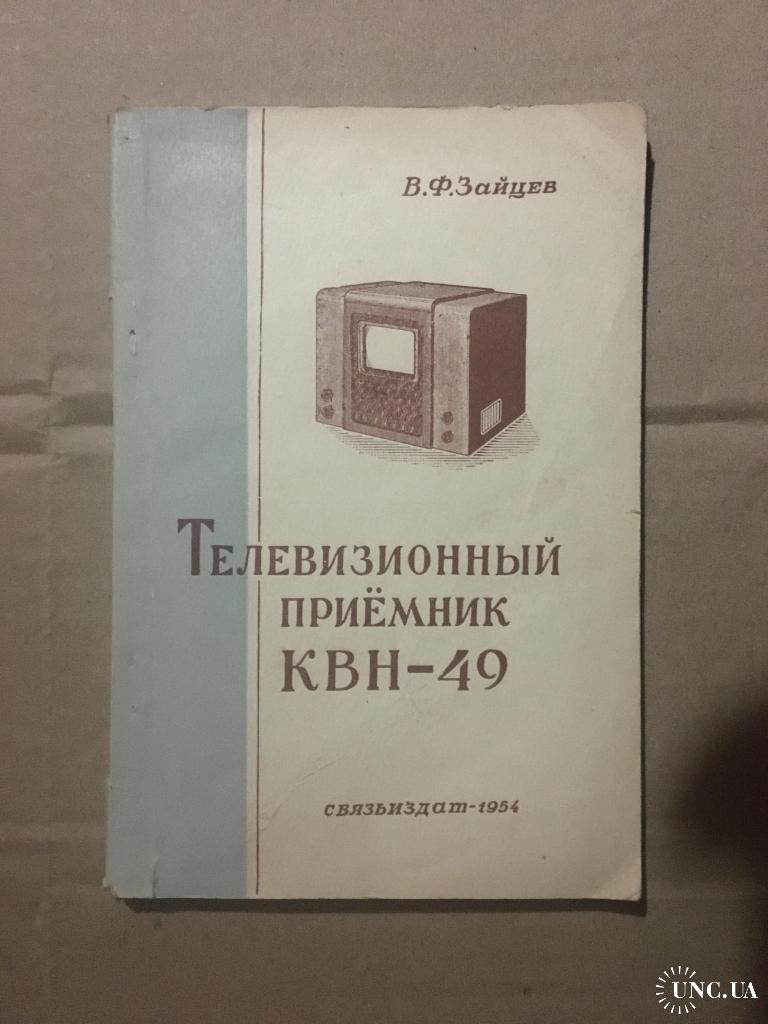 В.Ф.Зайцев
Телевизионный
приёмник
КВН-49
связьиздат-1954
UNC.UA